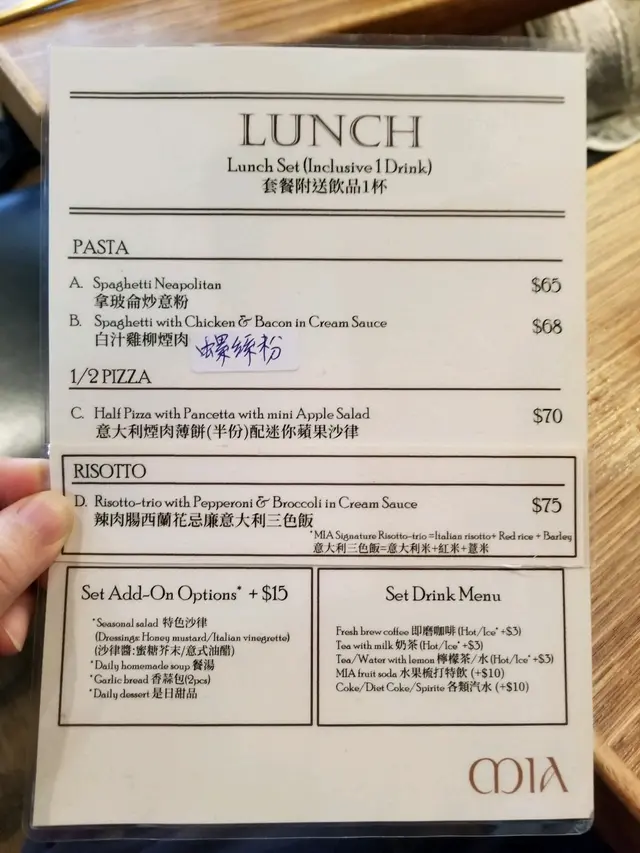 LUNCH
Lunch Set (Inclusive 1 Drink)
套餐附送飲品1杯
PASTA
A. Spaghetti Neapolitan $65
拿玻侖炒意粉
B. Spaghetti with Chicken & Bacon in Cream Sauce $68
白汁雞柳煙肉 螺絲粉
1/2 PIZZA
C. Half Pizza with Pancetta with mini Apple Salad $70
意大利煙肉薄餅(半份)配迷你蘋果沙律
RISOTTO
D. Risotto-trio with Pepperoni & Broccoli in Cream Sauce $75
辣肉腸西蘭花忌廉意大利三色飯
*MIA Signature Risotto-trio =Italian risotto+ Red rice + Barley
意大利三色飯=意大利米+紅米+薏米
Set Add-On Options* + $15
*Seasonal salad 特色沙律
(Dressings: Honey mustard/Italian vinegrette)
(沙律醬:蜜糖芥末/意式油醋)
*Daily homemade soup 餐湯
*Garlic bread 香蒜包(2pcs)
*Daily dessert 是日甜品
Set Drink Menu
Fresh brew coffee 即磨咖啡 (Hot/Ice* +$3)
Tea with milk 奶茶 (Hot/Ice* +$3)
Tea/Water with lemon 檸檬茶/水 (Hot/Ice* +$3)
MIA fruit soda 水果梳打特飲 (+$10)
Coke/Diet Coke/Spirite 各類汽水 (+$10)
MIA